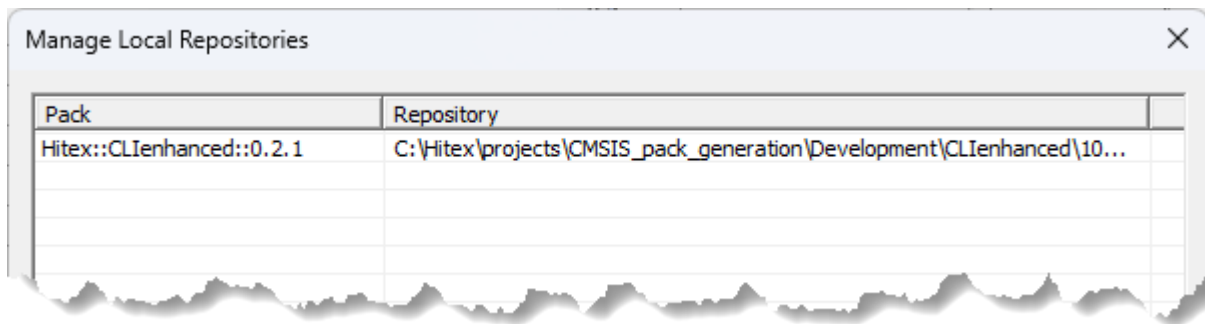 Manage Local Repositories
Pack Repository
Hitex::CLIenhanced::0.2.1 C:\Hitex\projects\CMSIS_pack_generation\Development\CLIenhanced\10...